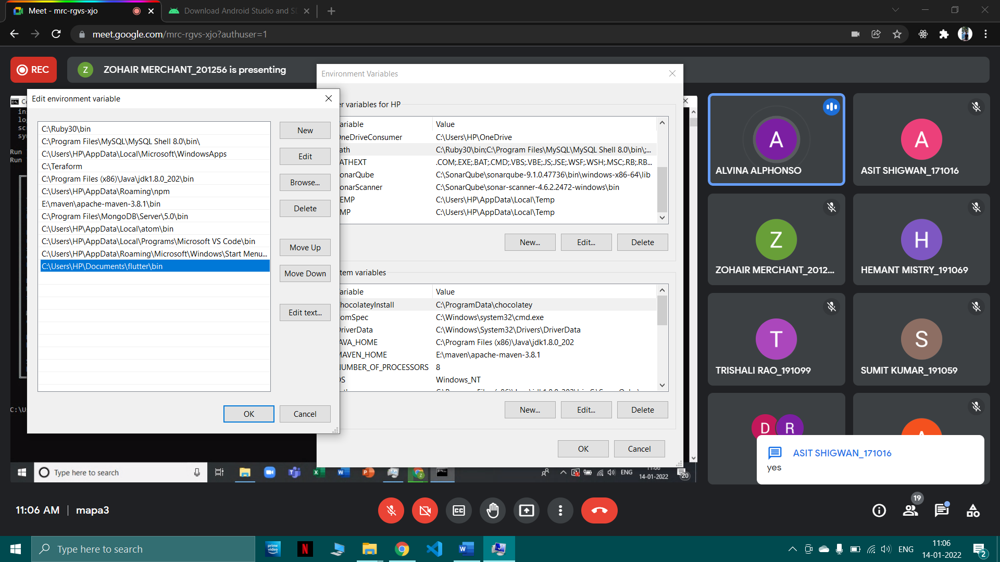 Meet - mrc-rgvs-xjo
Download Android Studio and S
meet.google.com/mrc-rgvs-xjo?authuser=1
REC
Z
ZOHAIR MERCHANT_201256 is presenting
Environment Variables
Edit environment variable
er variables for HP
C:\Ruby30\bin
C:\Program Files\MySQL\MySQL Shell 8.0\bin\
C:\Users\HP\AppData\Local\Microsoft\WindowsApps
C:\Terraform
C:\Program Files (x86)\Java\jdk1.8.0_202\bin
C:\Users\HP\AppData\Roaming\npm
E:\maven\apache-maven-3.8.1\bin
C:\Program Files\MongoDB\Server\5.0\bin
C:\Users\HP\AppData\Local\atom\bin
C:\Users\HP\AppData\Local\Programs\Microsoft VS Code\bin
C:\Users\HP\AppData\Roaming\Microsoft\Windows\Start Menu...
C:\Users\HP\Documents\flutter\bin
New
Edit
Browse...
Delete
Move Up
Move Down
Edit text...
OK
Cancel
ariable Value
OneDriveConsumer C:\Users\HP\OneDrive
ath C:\Ruby30\bin;C:\Program Files\MySQL\MySQL Shell 8.0\bin\;...
ATHEXT .COM;.EXE;.BAT;.CMD;.VBS;.VBE;.JS;.JSE;.WSF;.WSH;.MSC;.RB;.RB...
onarQube C:\SonarQube\sonarqube-9.1.0.47736\bin\windows-x86-64\lib
onarScanner C:\SonarQube\sonar-scanner-4.6.2.2472-windows\bin
EMP C:\Users\HP\AppData\Local\Temp
MP C:\Users\HP\AppData\Local\Temp
New... Edit... Delete
tem variables
ariable Value
hocolateyInstall C:\ProgramData\chocolatey
omSpec C:\Windows\system32\cmd.exe
DriverData C:\Windows\System32\Drivers\DriverData
AVA_HOME C:\Program Files (x86)\Java\jdk1.8.0_202
MAVEN_HOME E:\maven\apache-maven-3.8.1
NUMBER_OF_PROCESSORS 8
OS Windows_NT
New... Edit... Delete
OK Cancel
Run
Run
C:\U
A
ALVINA ALPHONSO
A
ASIT SHIGWAN_171016
Z
ZOHAIR MERCHANT_2012...
H
HEMANT MISTRY_191069
T
TRISHALI RAO_191099
S
SUMIT KUMAR_191059
D R
ASIT SHIGWAN_171016
yes
Type here to search
ENG
14-01-2022
20
11:06 AM | mapa3
19
Type here to search
prime video
N
ENG
11:06
14-01-2022
2